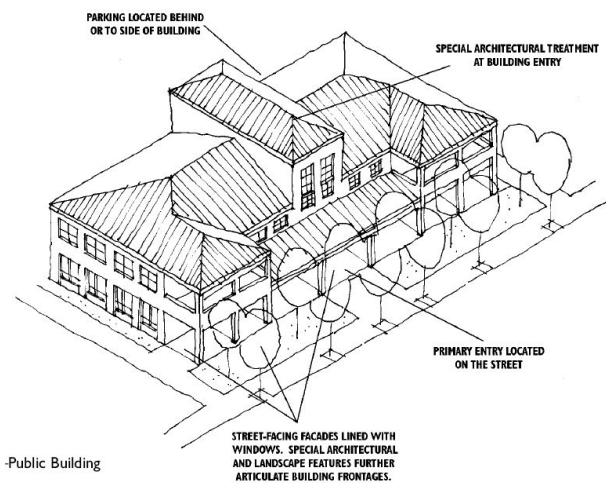 PARKING LOCATED BEHIND
OR TO SIDE OF BUILDING
SPECIAL ARCHITECTURAL TREATMENT
AT BUILDING ENTRY
PRIMARY ENTRY LOCATED
ON THE STREET
STREET-FACING FACADES LINED WITH
WINDOWS. SPECIAL ARCHITECTURAL
AND LANDSCAPE FEATURES FURTHER
ARTICULATE BUILDING FRONTAGES.
-Public Building